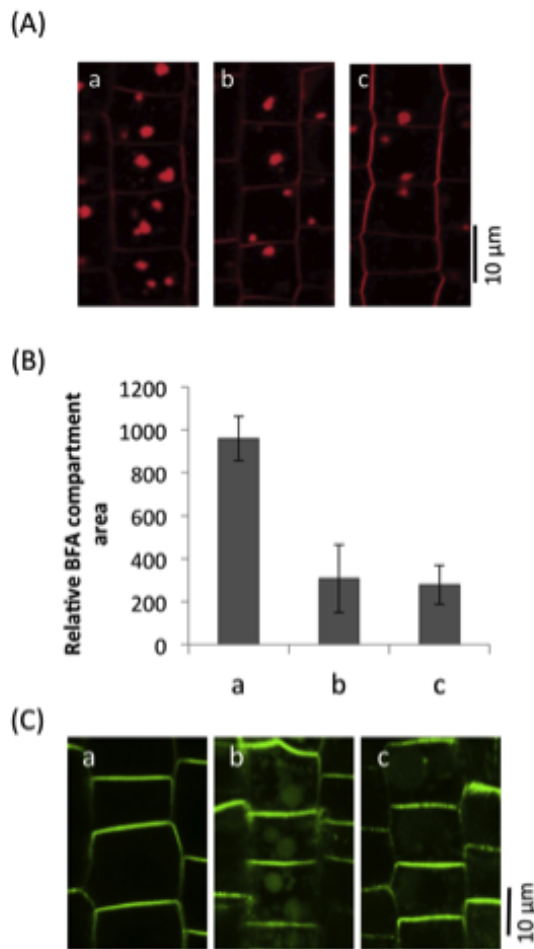 (A)
a b c
10 μm
(B)
Relative BFA compartment
area
1200
1000
800
600
400
200
0
a b c
(C)
a b c
10 μm